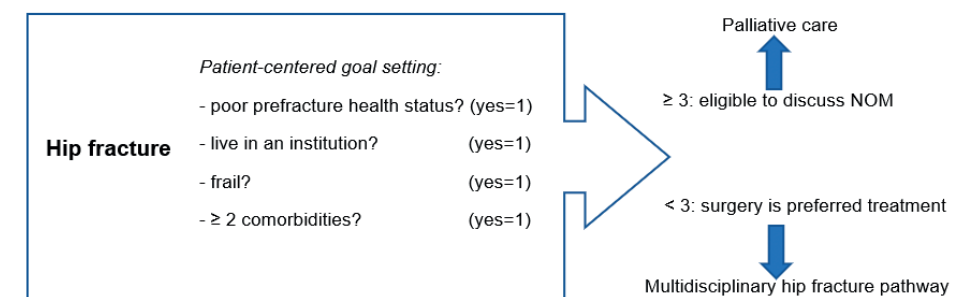 Patient-centered goal setting:
- poor prefracture health status? (yes=1)
Hip fracture
- live in an institution? (yes=1)
- frail? (yes=1)
- ≥ 2 comorbidities? (yes=1)
Palliative care
≥ 3: eligible to discuss NOM
< 3: surgery is preferred treatment
Multidisciplinary hip fracture pathway